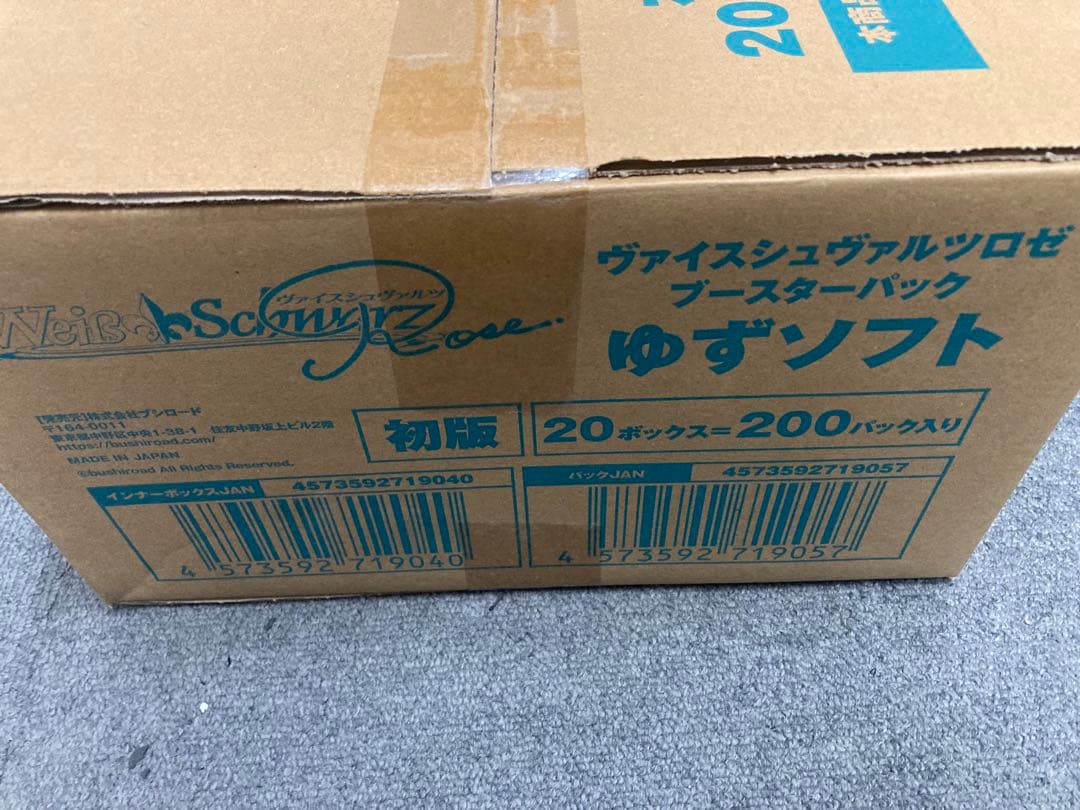 20
本商品
ヴァイスシュヴァルツロゼ
ブースターパック
ゆずソフト
Weiß Schwarz
ヴァイスシュヴァルツ
Rose.
【発売元】株式会社ブシロード
〒164-0011
東京都中野区中央1-38-1 住友中野坂上ビル2階
https://bushiroad.com/
MADE IN JAPAN
©bushiroad All Rights Reserved.
初版
20ボックス=200パック入り
インナーボックスJAN 4573592719040
4 573592 719040
パックJAN 4573592719057
4 573592 719057